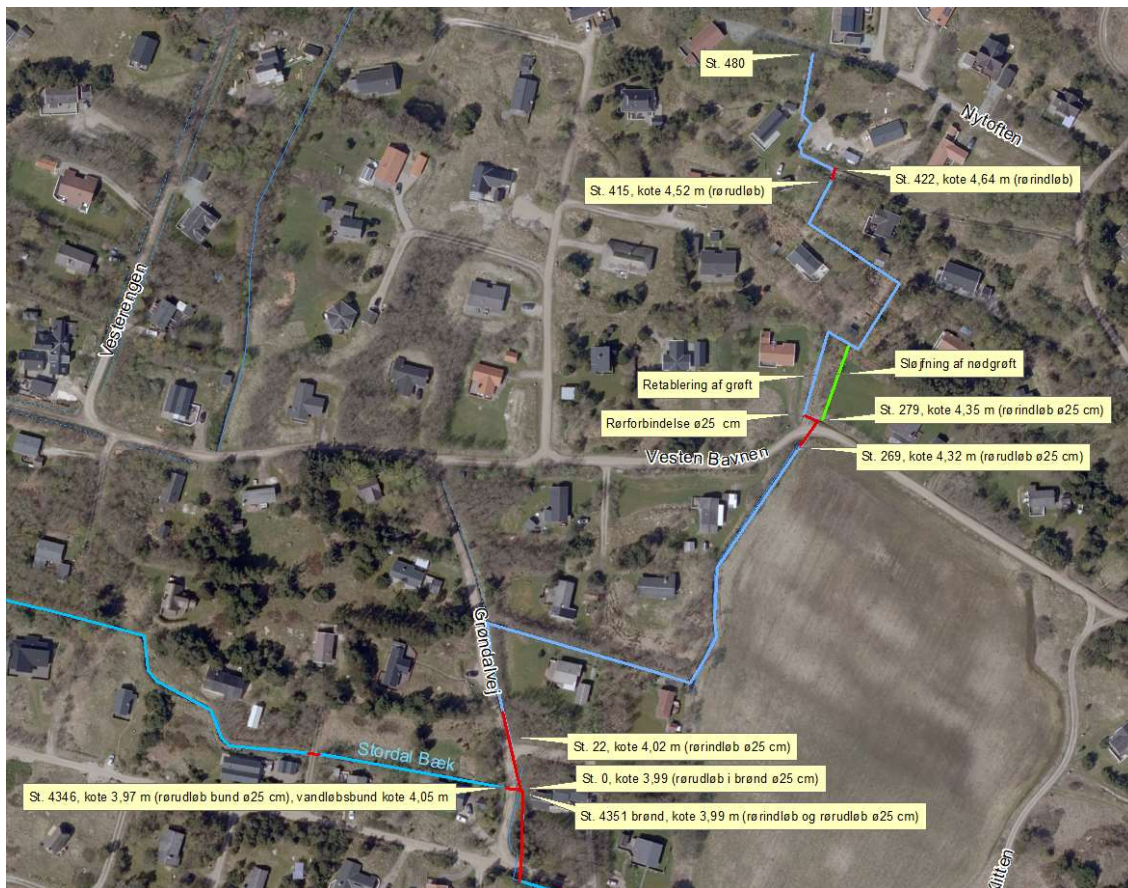 St. 480
Nytoften
St. 422, kote 4,64 m (rørindløb)
St. 415, kote 4,52 m (rørudløb)
Vesterengen
Sløjfning af nødgrøft
Retablering af grøft
St. 279, kote 4,35 m (rørindløb ø25 cm)
Rørforbindelse ø25 cm
Vesten Bavnen
St. 269, kote 4,32 m (rørudløb ø25 cm)
Grøndalvej
St. 22, kote 4,02 m (rørindløb ø25 cm)
Stordal Bæk
St. 0, kote 3,99 (rørudløb i brønd ø25 cm)
St. 4346, kote 3,97 m (rørudløb bund ø25 cm), vandløbsbund kote 4,05 m
St. 4351 brønd, kote 3,99 m (rørindløb og rørudløb ø25 cm)